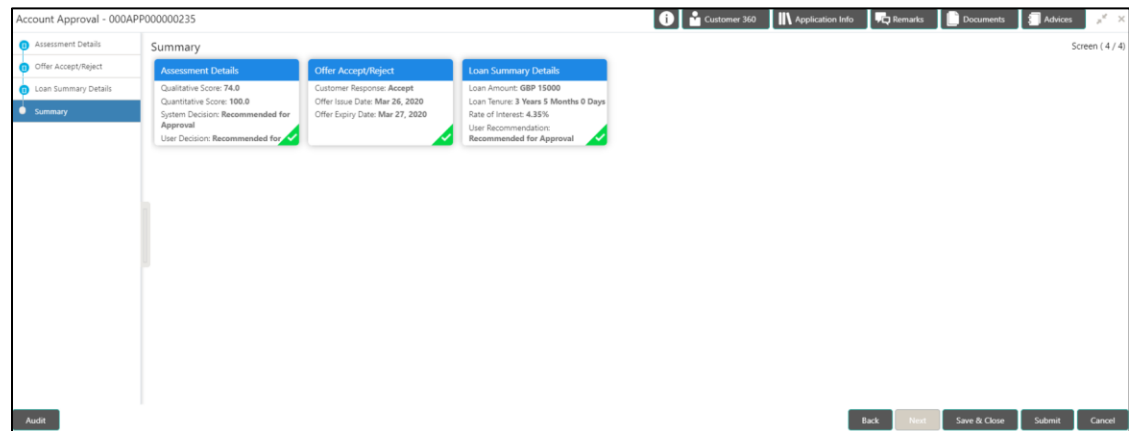 Account Approval - 000APP000000235
Customer 360
Application Info
Remarks
Documents
Advices
Assessment Details
Offer Accept/Reject
Loan Summary Details
Summary
Summary
Screen ( 4 / 4)
Assessment Details
Qualitative Score: 74.0
Quantitative Score: 100.0
System Decision: Recommended for
Approval
User Decision: Recommended for
Offer Accept/Reject
Customer Response: Accept
Offer Issue Date: Mar 26, 2020
Offer Expiry Date: Mar 27, 2020
Loan Summary Details
Loan Amount: GBP 15000
Loan Tenure: 3 Years 5 Months 0 Days
Rate of Interest: 4.35%
User Recommendation:
Recommended for Approval
Audit
Back
Next
Save & Close
Submit
Cancel